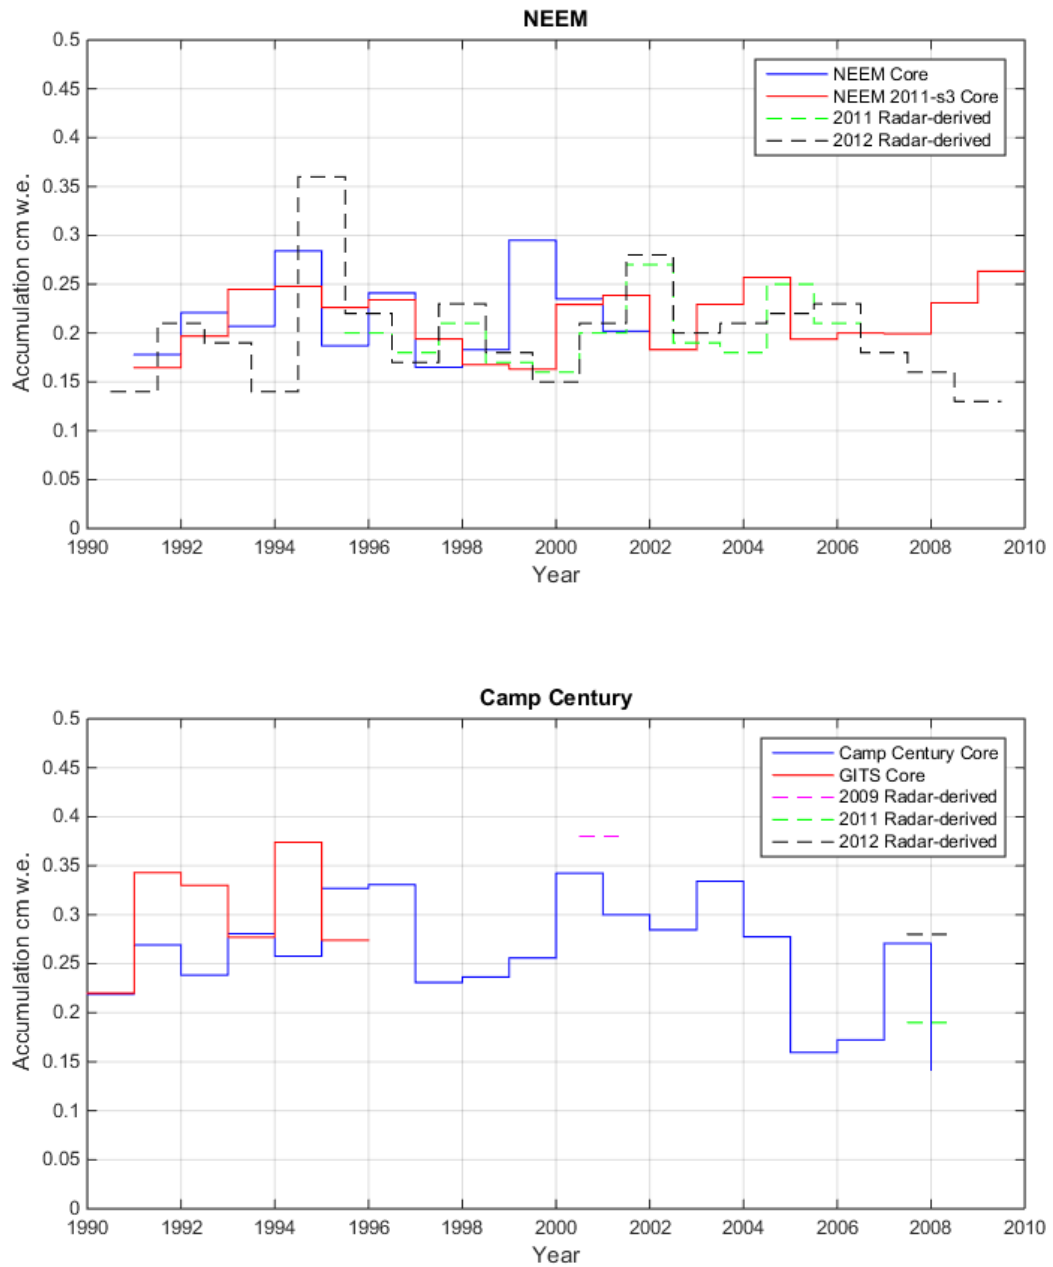 NEEM
0.5
0.45
0.4
0.35
0.3
0.25
0.2
0.15
0.1
0.05
0
Accumulation cm w.e.
NEEM Core
NEEM 2011-s3 Core
2011 Radar-derived
2012 Radar-derived
1990 1992 1994 1996 1998 2000 2002 2004 2006 2008 2010
Year
Camp Century
0.5
0.45
0.4
0.35
0.3
0.25
0.2
0.15
0.1
0.05
0
Accumulation cm w.e.
Camp Century Core
GITS Core
2009 Radar-derived
2011 Radar-derived
2012 Radar-derived
1990 1992 1994 1996 1998 2000 2002 2004 2006 2008 2010
Year